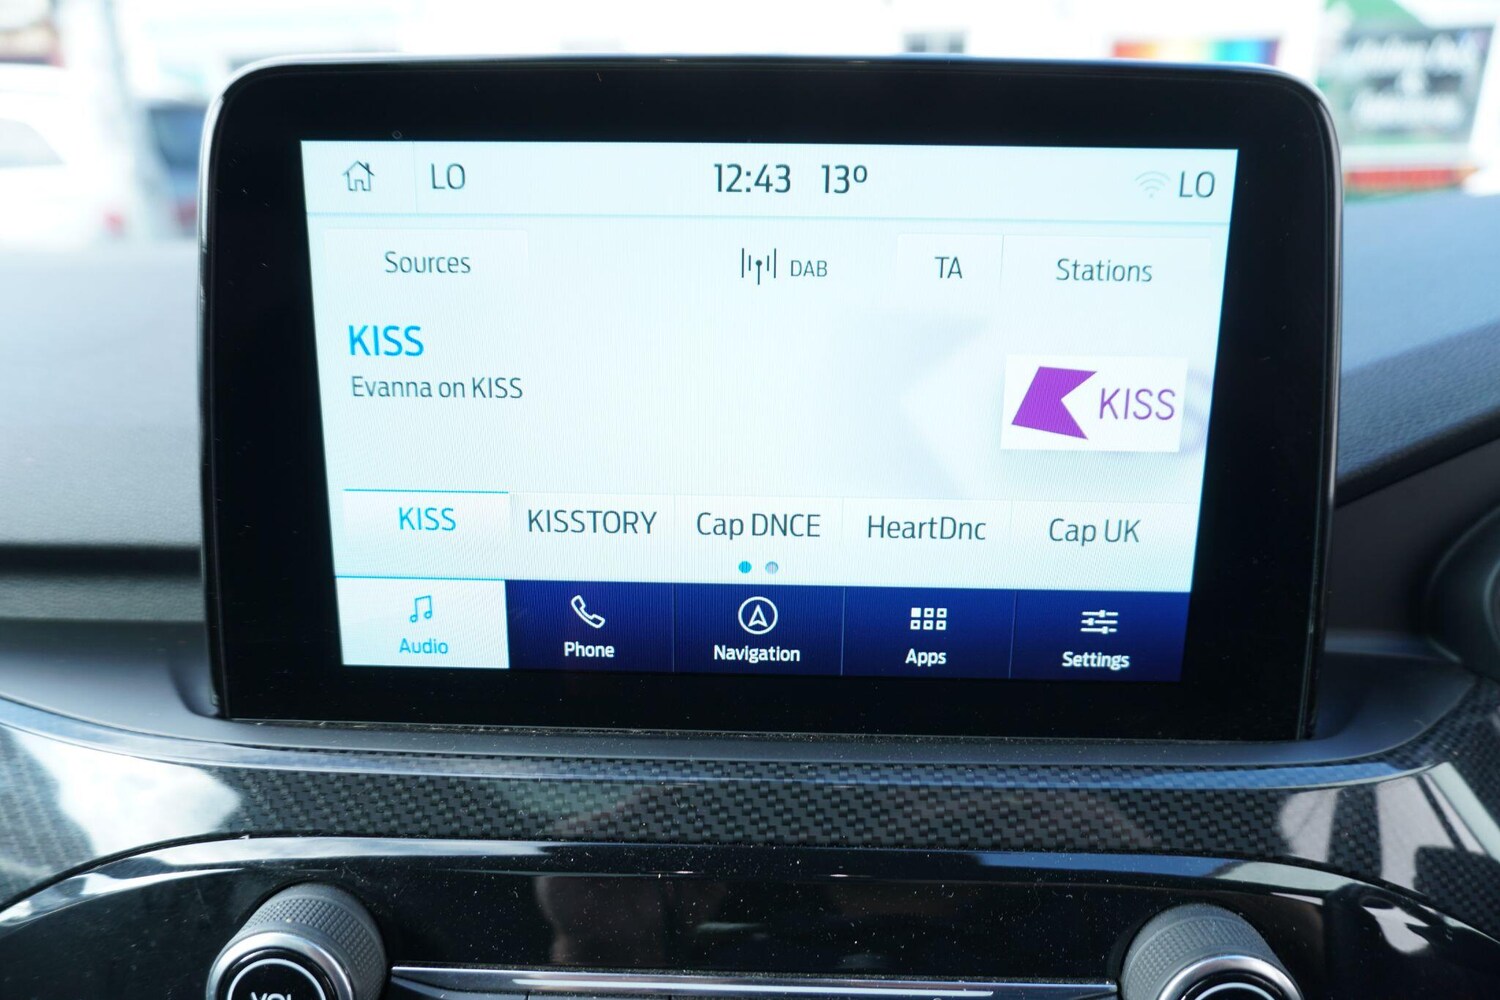 LO 12:43 13º LO
Sources DAB TA Stations
KISS
Evanna on KISS
KISS
KISS KISSTORY Cap DNCE HeartDnc Cap UK
Audio Phone Navigation Apps Settings
VOL